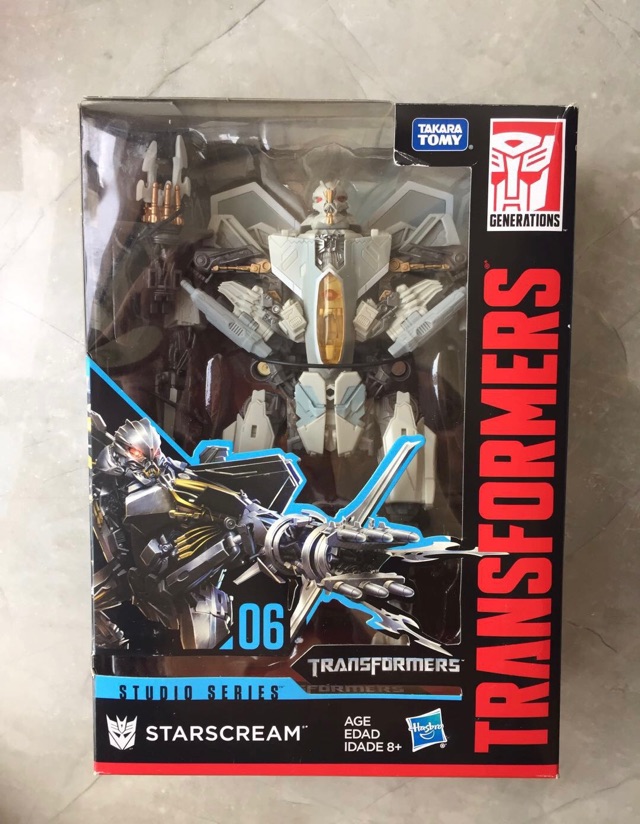 TAKARA
TOMY
GENERATIONS
TRANSFORMERS
06
TRANSFORMERS
STUDIO SERIES
STARSCREAM
AGE
EDAD
IDADE 8+
Hasbro